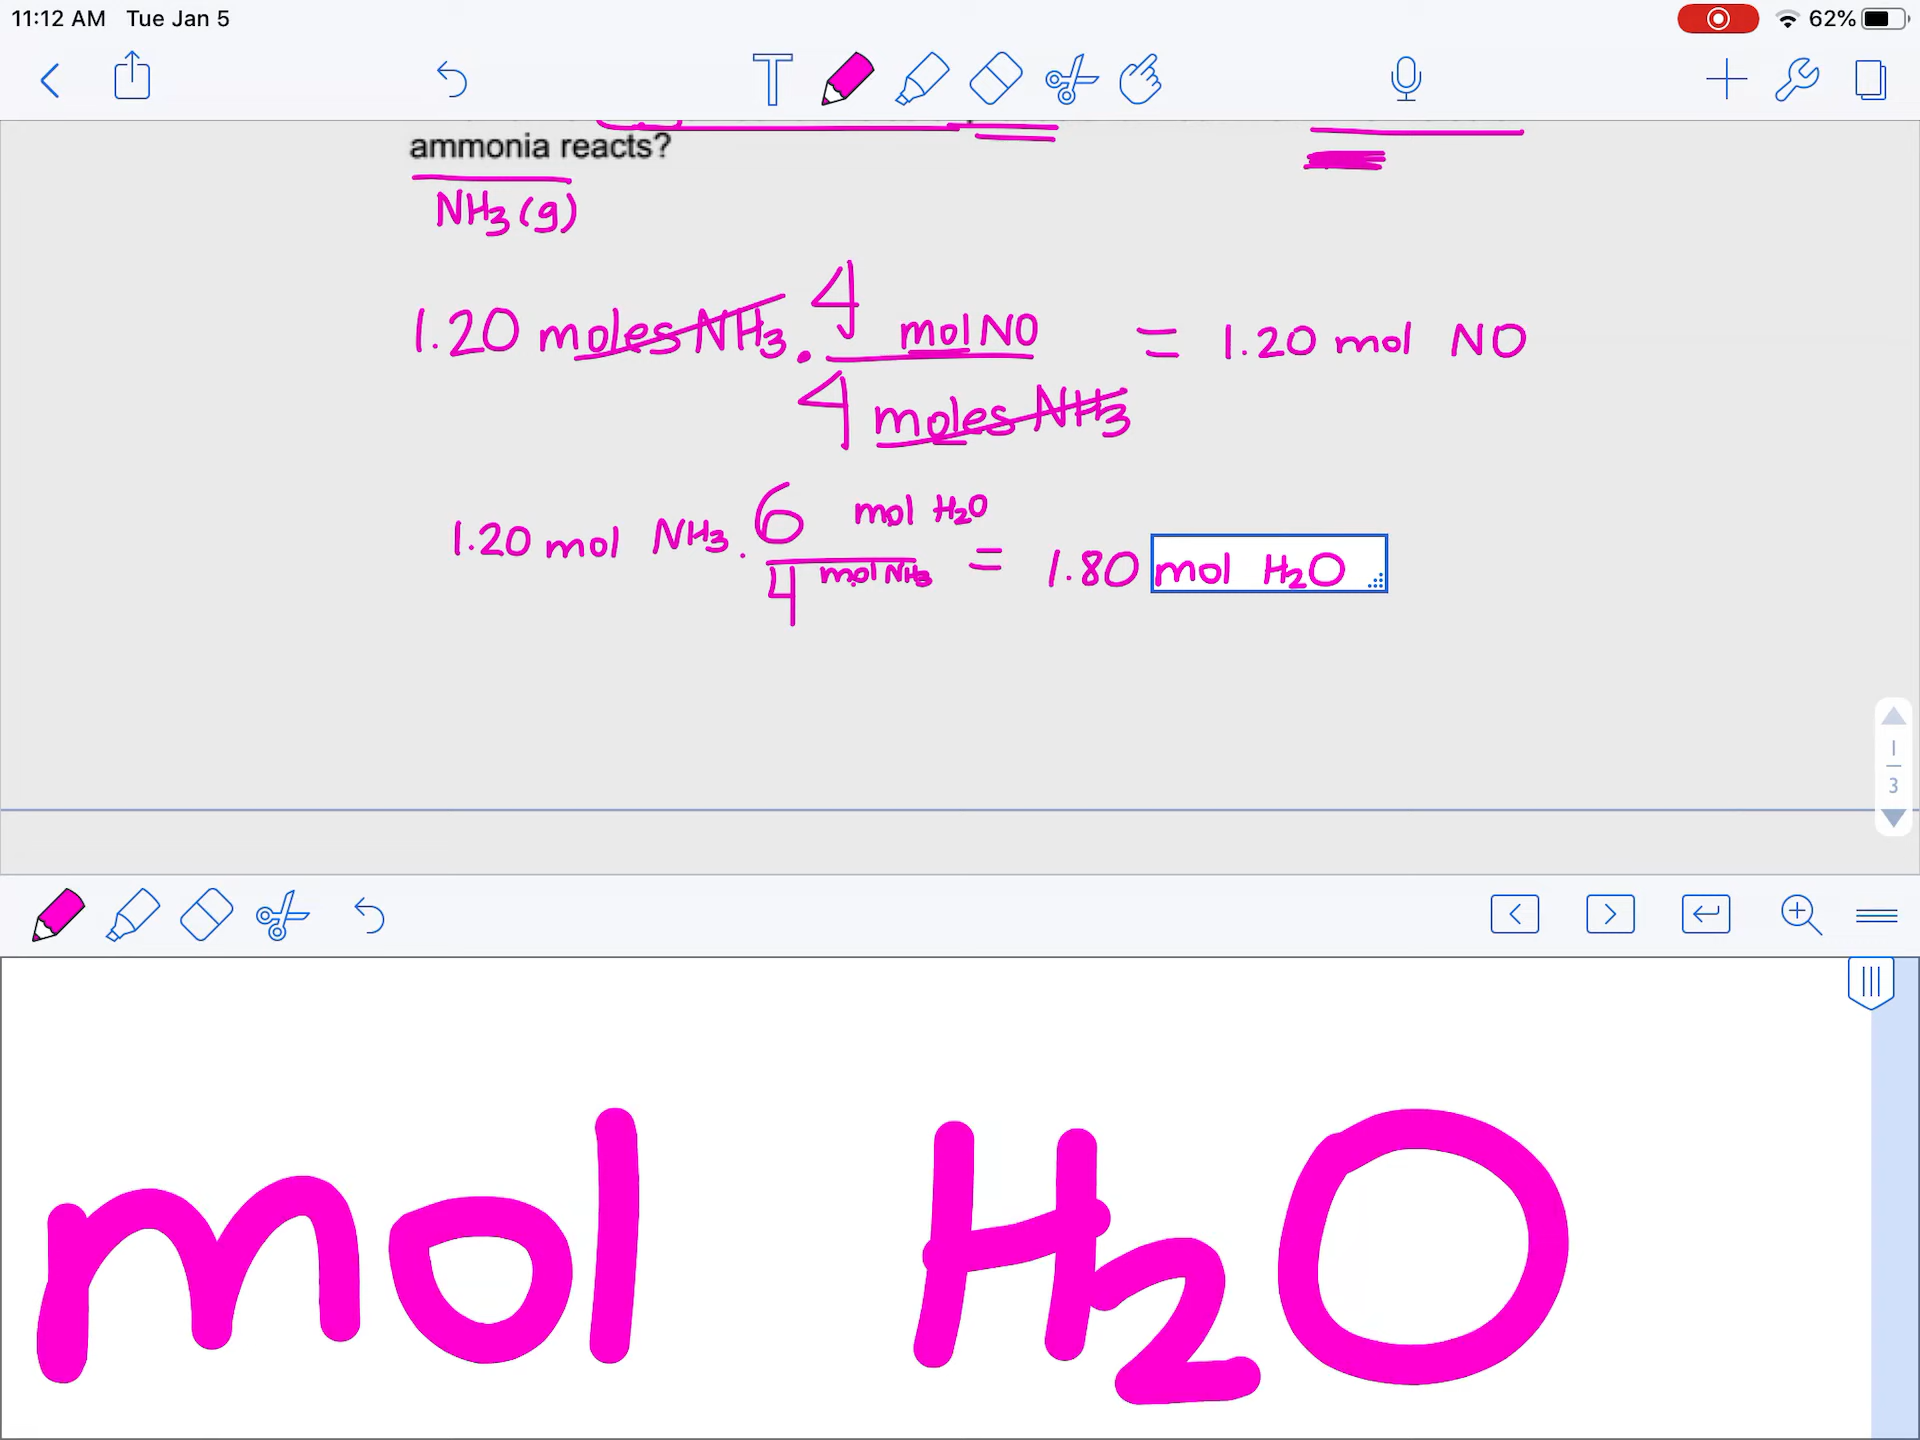 11:12 AM Tue Jan 5 62%
T
ammonia reacts?
NH₃(g)
1.20 moles NH₃ · 4 mol NO = 1.20 mol NO
4 moles NH₃
1.20 mol NH₃ · 6 mol H₂O = 1.80 mol H₂O
4 mol NH₃
1
3
mol H₂O